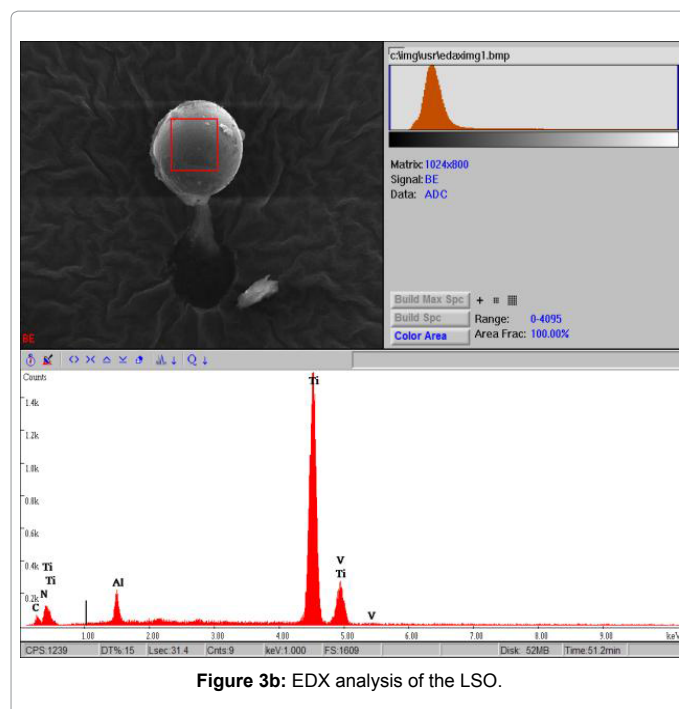 c:\img\usr\edaximg1.bmp
Matrix: 1024x800
Signal: BE
Data: ADC
Build Max Spc
Build Spc
Color Area
Range: 0-4095
Area Frac: 100.00%
BE
Counts
Ti
1.4k
1.2k
1.0k
0.8k
0.6k
0.4k
0.2k
Ti
Ti
N
C
Al
V
Ti
V
1.00 2.00 3.00 4.00 5.00 6.00 7.00 8.00 9.00 keV
CPS:1239 DT%:15 Lsec:31.4 Cnts:9 keV:1.000 FS:1609 Disk: 52MB Time:51.2min
Figure 3b: EDX analysis of the LSO.